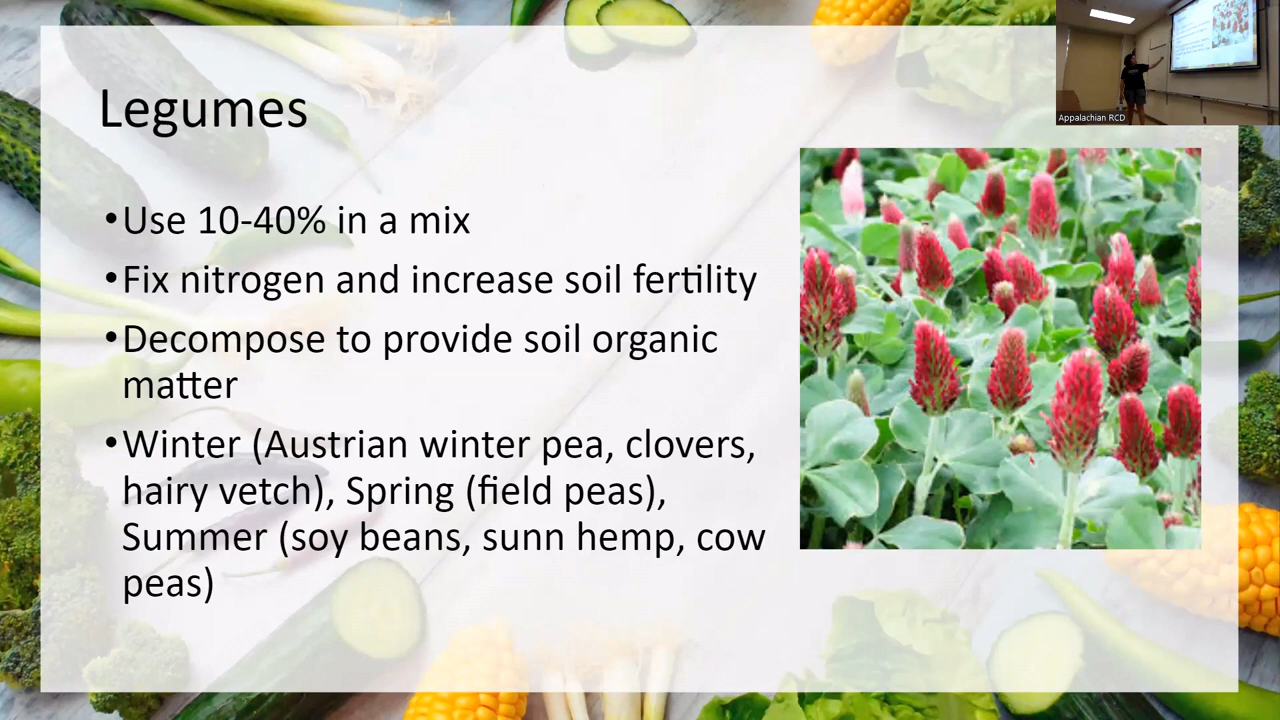 Legumes
•Use 10-40% in a mix
•Fix nitrogen and increase soil fertility
•Decompose to provide soil organic
matter
•Winter (Austrian winter pea, clovers,
hairy vetch), Spring (field peas),
Summer (soy beans, sunn hemp, cow
peas)
Appalachian RCD